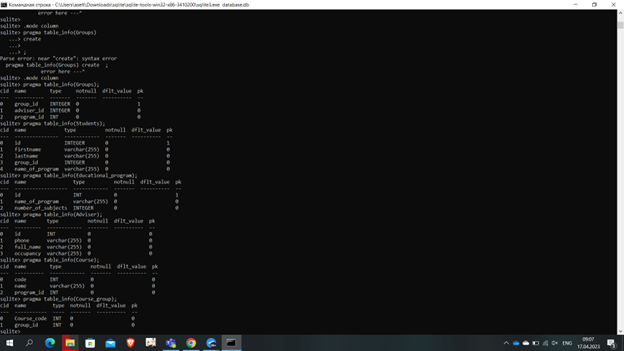 Командная строка - C:\Users\aselt\Downloads\sqlite\sqlite-tools-win32-x86-3410200\sqlite3.exe database.db
error here ---^
sqlite>
sqlite> .mode column
sqlite> pragma table_info(Groups)
...> create
...>
...> ;
Parse error: near "create": syntax error
pragma table_info(Groups) create ;
error here ---^
sqlite> .mode column
sqlite> pragma table_info(Groups);
cid name type notnull dflt_value pk
--- ---------- ------- ------- ---------- --
0 group_id INTEGER 0 1
1 adviser_id INTEGER 0 0
2 program_id INT 0 0
sqlite> pragma table_info(Students);
cid name type notnull dflt_value pk
--- --------------- ------------ ------- ---------- --
0 id INTEGER 0 1
1 firstname varchar(255) 0 0
2 lastname varchar(255) 0 0
3 group_id INTEGER 0 0
4 name_of_program varchar(255) 0 0
sqlite> pragma table_info(Educational_program);
cid name type notnull dflt_value pk
--- ------------------ ------------ ------- ---------- --
0 id INT 0 1
1 name_of_program varchar(255) 0 0
2 number_of_subjects INTEGER 0 0
sqlite> pragma table_info(Adviser);
cid name type notnull dflt_value pk
--- --------- ------------ ------- ---------- --
0 id INT 0 0
1 phone varchar(255) 0 0
2 full_name varchar(255) 0 0
3 occupancy varchar(255) 0 0
sqlite> pragma table_info(Course);
cid name type notnull dflt_value pk
--- ---------- ------------ ------- ---------- --
0 code INT 0 0
1 name varchar(255) 0 0
2 program_id INT 0 0
sqlite> pragma table_info(Course_group);
cid name type notnull dflt_value pk
--- ----------- ---- ------- ---------- --
0 Course_code INT 0 0
1 group_id INT 0 0
sqlite>
ENG
09:07
17.04.2023